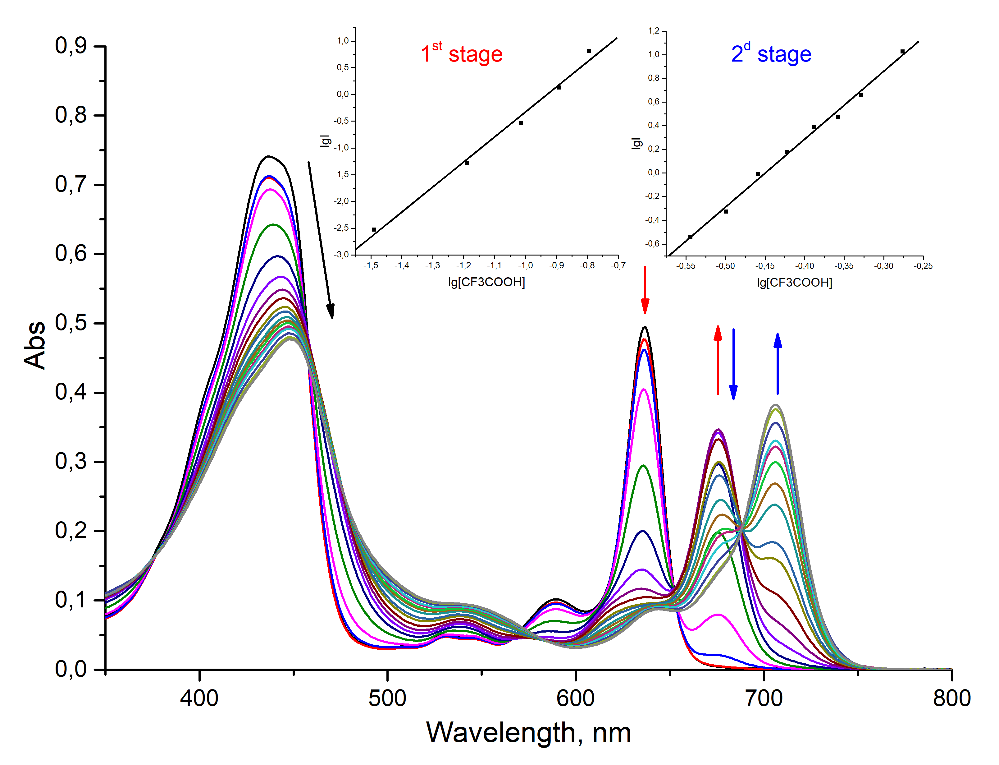 1st stage
1,0
0,5
0,0
-0,5
-1,0
-1,5
-2,0
-2,5
-3,0
lgI
-1,5 -1,4 -1,3 -1,2 -1,1 -1,0 -0,9 -0,8 -0,7
lg[CF3COOH]
2d stage
1,2
1,0
0,8
0,6
0,4
0,2
0,0
-0,2
-0,4
-0,6
lgI
-0,55 -0,50 -0,45 -0,40 -0,35 -0,30 -0,25
lg[CF3COOH]
0,9
0,8
0,7
0,6
0,5
0,4
0,3
0,2
0,1
0,0
Abs
400 500 600 700 800
Wavelength, nm